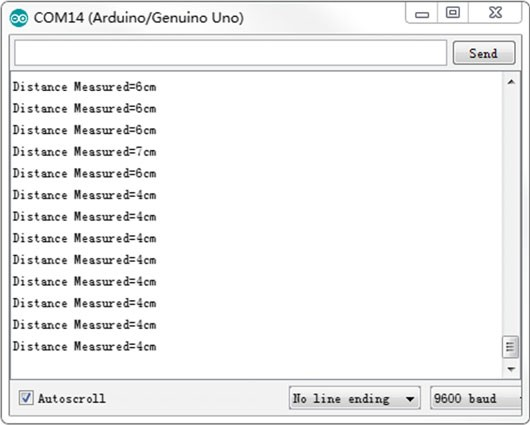 COM14 (Arduino/Genuino Uno)
Send
Distance Measured=6cm
Distance Measured=6cm
Distance Measured=6cm
Distance Measured=7cm
Distance Measured=6cm
Distance Measured=4cm
Distance Measured=4cm
Distance Measured=4cm
Distance Measured=4cm
Distance Measured=4cm
Distance Measured=4cm
Distance Measured=4cm
Distance Measured=4cm
Autoscroll
No line ending
9600 baud